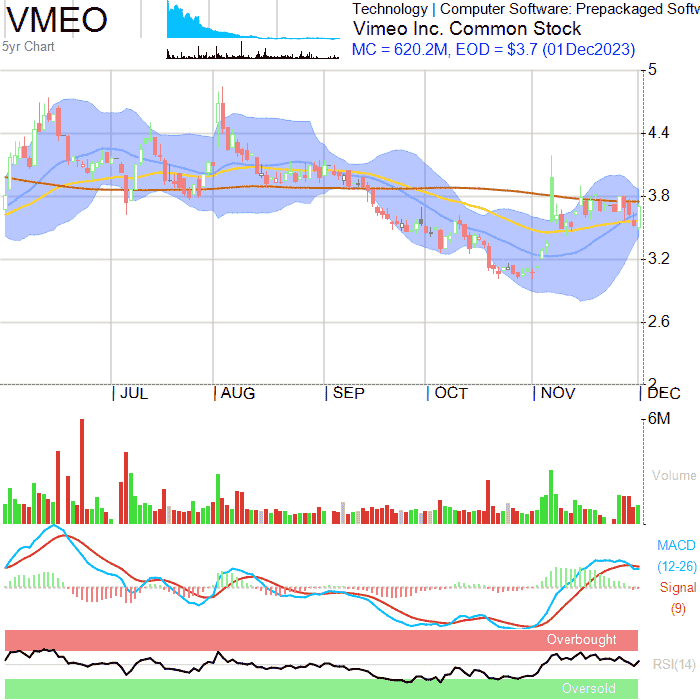 VMEO
5yr Chart
Technology | Computer Software: Prepackaged Softw
Vimeo Inc. Common Stock
MC = 620.2M, EOD = $3.7 (01Dec2023)
5
4.4
3.8
3.2
2.6
2
| JUL | AUG | SEP | OCT | NOV | DEC
6M
Volume
MACD
(12-26)
Signal
(9)
Overbought
RSI(14)
Oversold